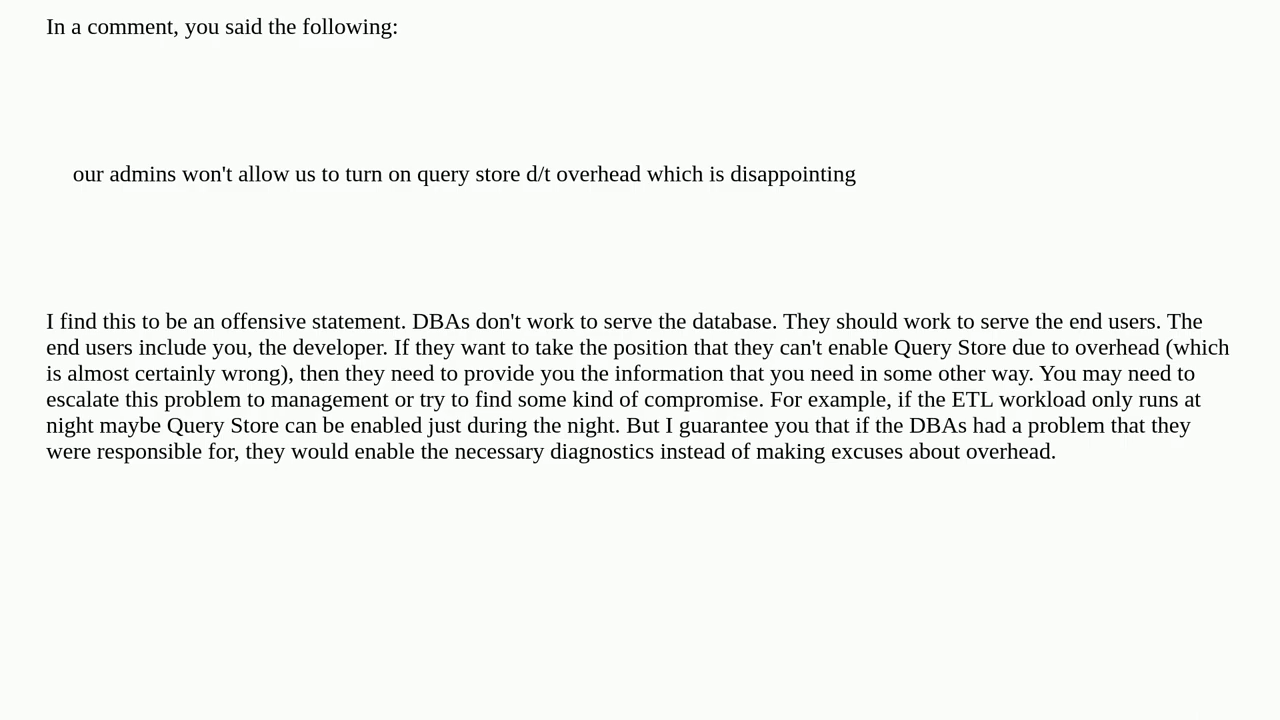 In a comment, you said the following:
our admins won't allow us to turn on query store d/t overhead which is disappointing
I find this to be an offensive statement. DBAs don't work to serve the database. They should work to serve the end users. The
end users include you, the developer. If they want to take the position that they can't enable Query Store due to overhead (which
is almost certainly wrong), then they need to provide you the information that you need in some other way. You may need to
escalate this problem to management or try to find some kind of compromise. For example, if the ETL workload only runs at
night maybe Query Store can be enabled just during the night. But I guarantee you that if the DBAs had a problem that they
were responsible for, they would enable the necessary diagnostics instead of making excuses about overhead.